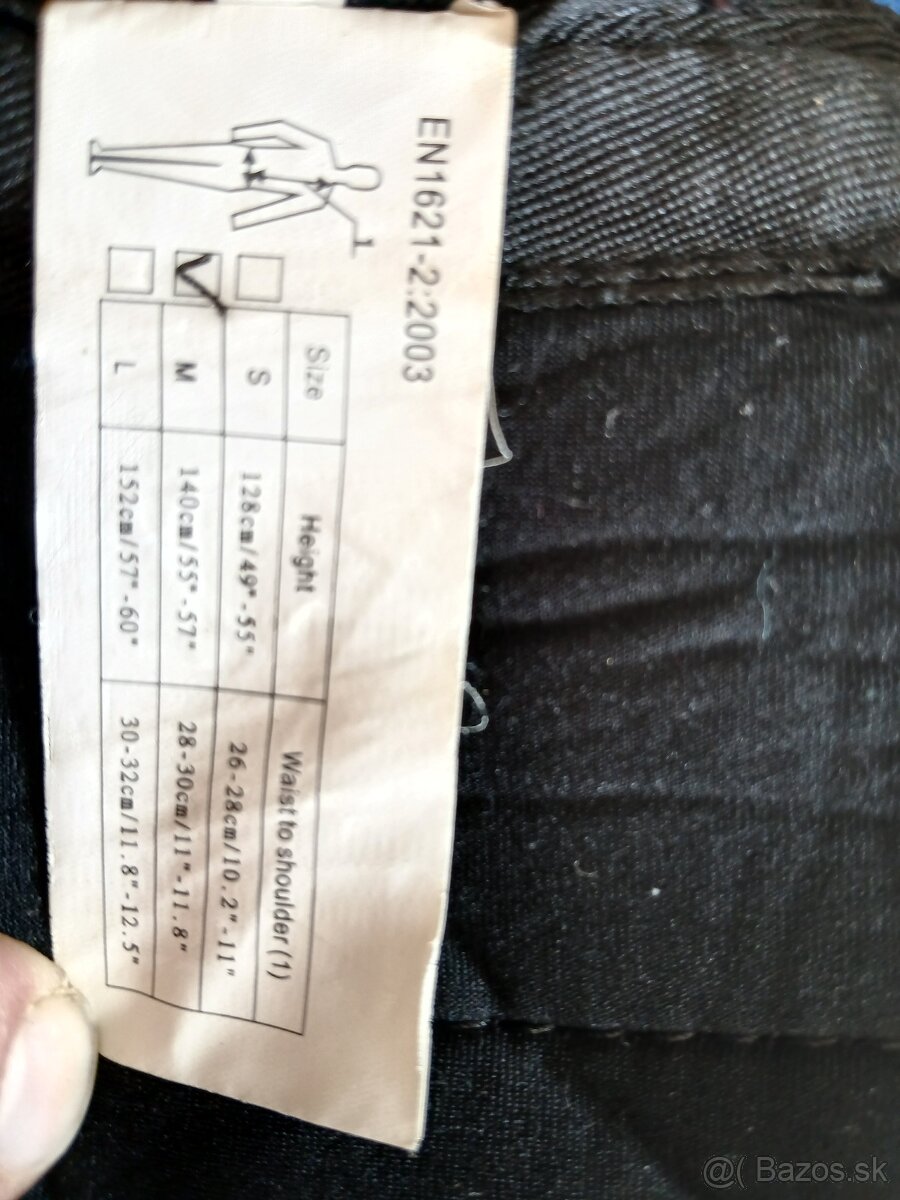 EN1621-2:2003
1
Size Height Waist to shoulder (1)
S 128cm/49"-55" 26-28cm/10.2"-11"
M 140cm/55"-57" 28-30cm/11"-11.8"
L 152cm/57"-60" 30-32cm/11.8"-12.5"
@( Bazos.sk